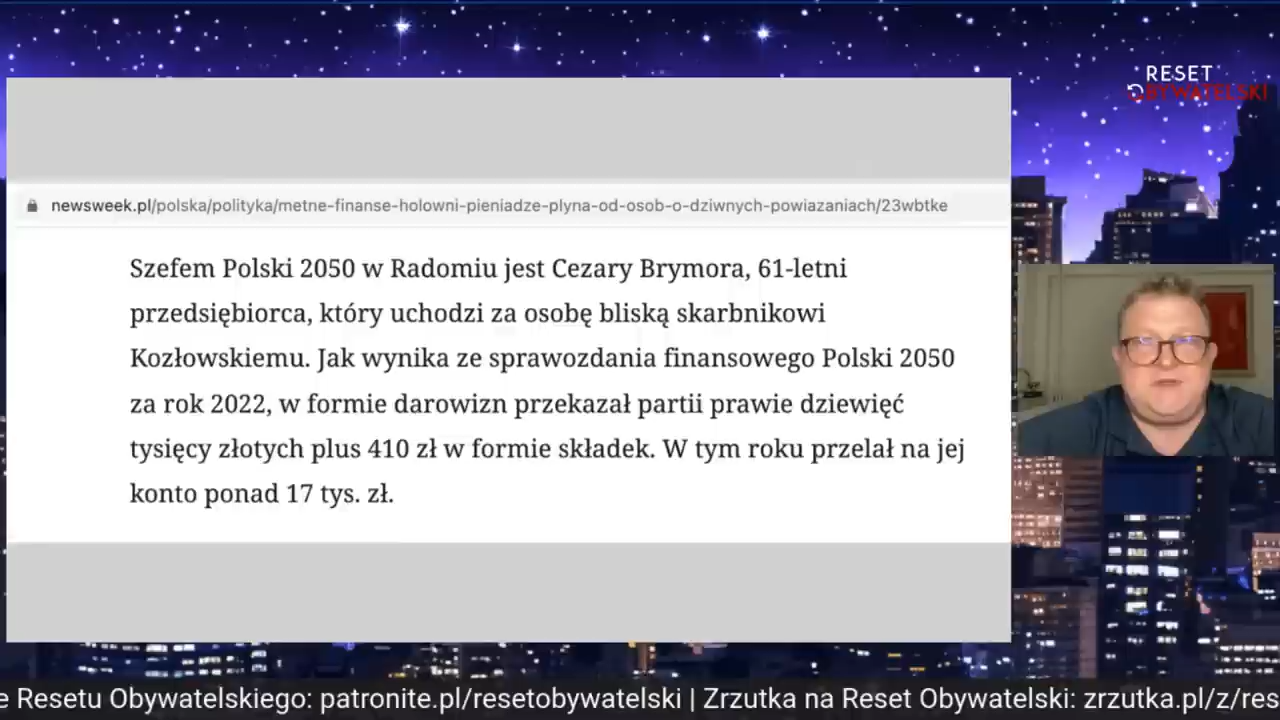 RESET
OBYWATELSKI
newsweek.pl/polska/polityka/metne-finanse-holowni-pieniadze-plyna-od-osob-o-dziwnych-powiazaniach/23wbtke
Szefem Polski 2050 w Radomiu jest Cezary Brymora, 61-letni
przedsiębiorca, który uchodzi za osobę bliską skarbnikowi
Kozłowskiemu. Jak wynika ze sprawozdania finansowego Polski 2050
za rok 2022, w formie darowizn przekazał partii prawie dziewięć
tysięcy złotych plus 410 zł w formie składek. W tym roku przelał na jej
konto ponad 17 tys. zł.
e Resetu Obywatelskiego: patronite.pl/resetobywatelski | Zrzutka na Reset Obywatelski: zrzutka.pl/z/res